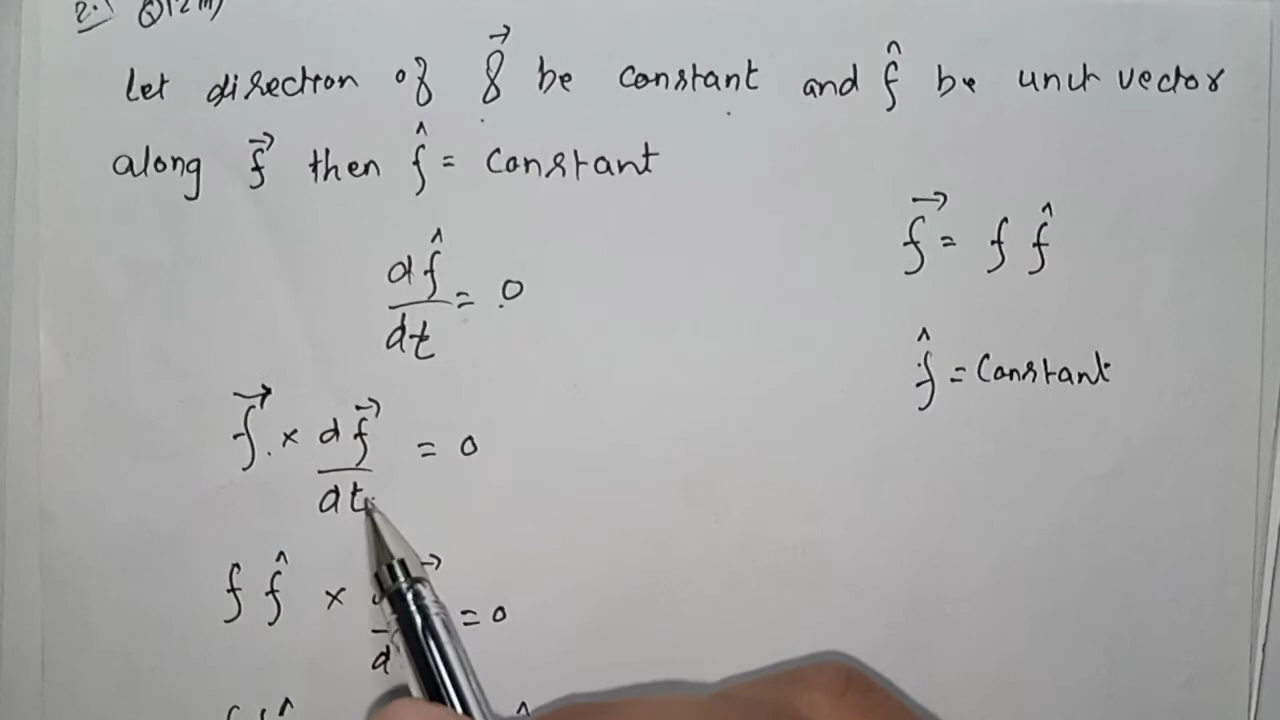 2.
Let direction of f⃗ be constant and f̂ be unit vector
along f⃗ then f̂ = constant
f⃗ = f f̂
df̂/dt = 0
f̂ = constant
f⃗ × df⃗/dt = 0
f f̂ × d = 0